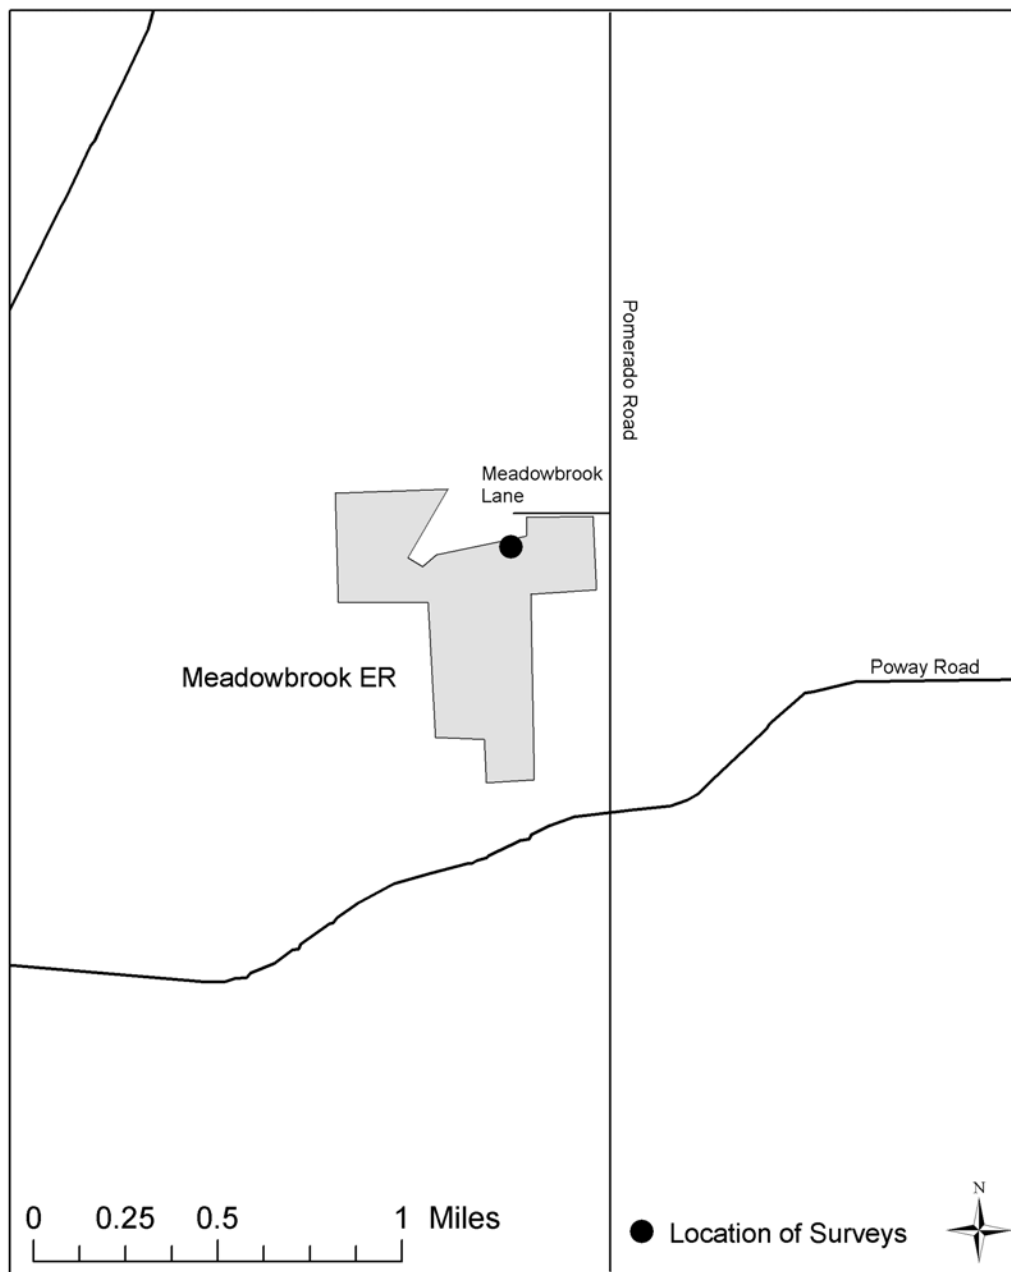 Pomerado Road
Meadowbrook
Lane
Poway Road
Meadowbrook ER
0 0.25 0.5 1 Miles
Location of Surveys
N